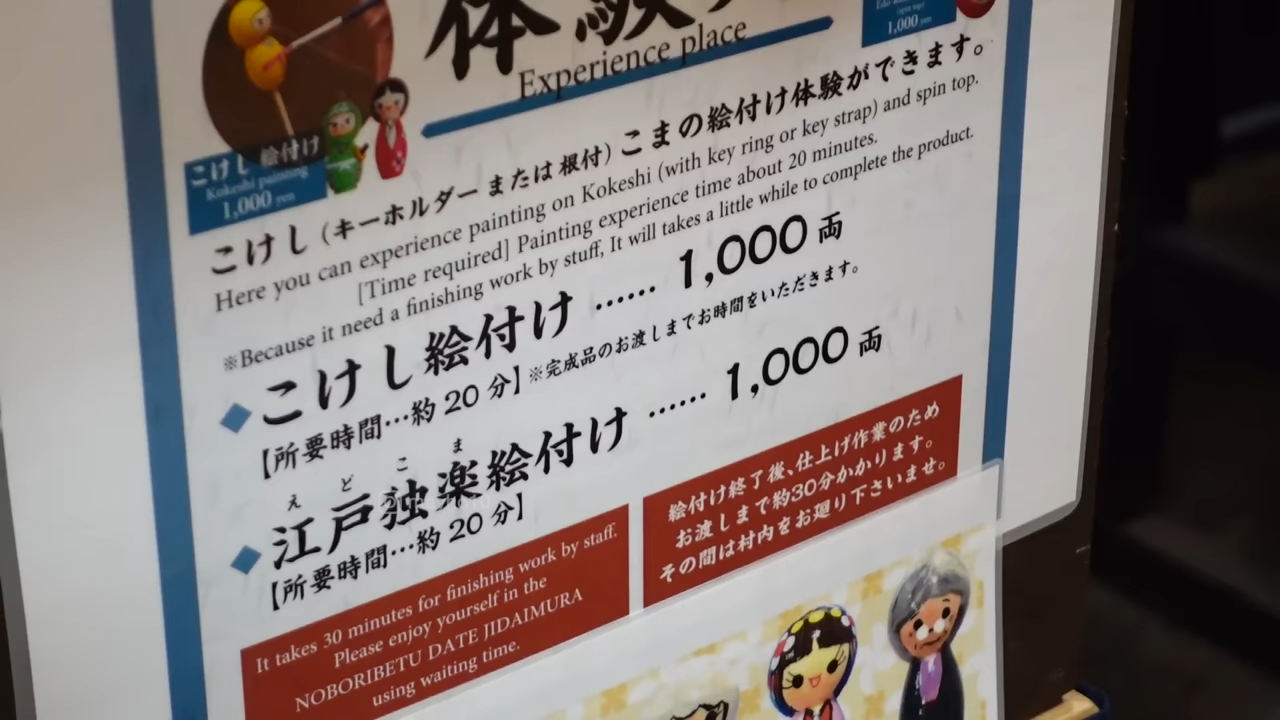 体験
Experience place
(spin top)
1,000
こけし 絵付け
Kokeshi painting
1,000 yen
こけし(キーホルダーまたは根付)こまの絵付け体験ができます。
Here you can experience painting on Kokeshi (with key ring or key strap) and spin top.
[Time required] Painting experience time about 20 minutes.
※Because it need a finishing work by stuff, It will takes a little while to complete the product.
◆こけし絵付け …… 1,000両
【所要時間…約20分】※完成品のお渡しまでお時間をいただきます。
えどこま
◆江戸独楽絵付け …… 1,000両
【所要時間…約20分】
It takes 30 minutes for finishing work by staff.
Please enjoy yourself in the
NOBORIBETU DATE JIDAIMURA
using waiting time.
絵付け終了後、仕上げ作業のため
お渡しまで約30分かかります。
その間は村内をお廻り下さいませ。